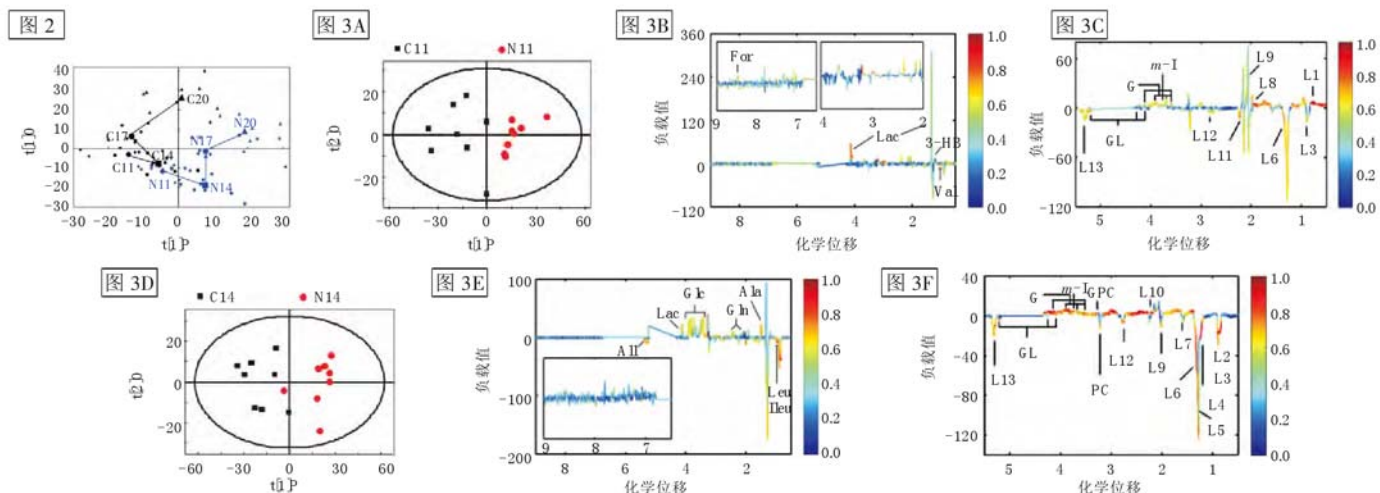 图 2
40
30
20
10
0
-10
-20
-30
t[1]O
C20
C17
N20
N17
C11
N11
N14
-30 -20 -10 0 10 20 30
t[1]P
图 3A
C11 N11
20
0
-20
t[2]O
-60 -30 0 30 60
t[1]P
图 3B
360
240
120
0
-120
负载值
For
9 8 7
4 3 2
Lac
3-HB
Val
8 6 4 2
化学位移
1.0
0.8
0.6
0.4
0.2
0.0
图 3C
60
0
-60
-120
负载值
m-I
G
L9
L8
L1
GL
L12
L11
L6
L3
L13
5 4 3 2 1
化学位移
1.0
0.8
0.6
0.4
0.2
0.0
图 3D
C14 N14
20
0
-20
t[2]O
-60 -30 0 30 60
t[1]P
图 3E
100
0
-100
-200
负载值
Glc
Ala
Lac
Gln
All
Leu
Ileu
9 8 7
8 6 4 2
化学位移
1.0
0.8
0.6
0.4
0.2
0.0
图 3F
40
0
-40
-80
-120
负载值
m-I GPC
G
L10
GL
L13
L12
PC
L9
L7
L6
L2
L3
L4
L5
5 4 3 2 1
化学位移
1.0
0.8
0.6
0.4
0.2
0.0